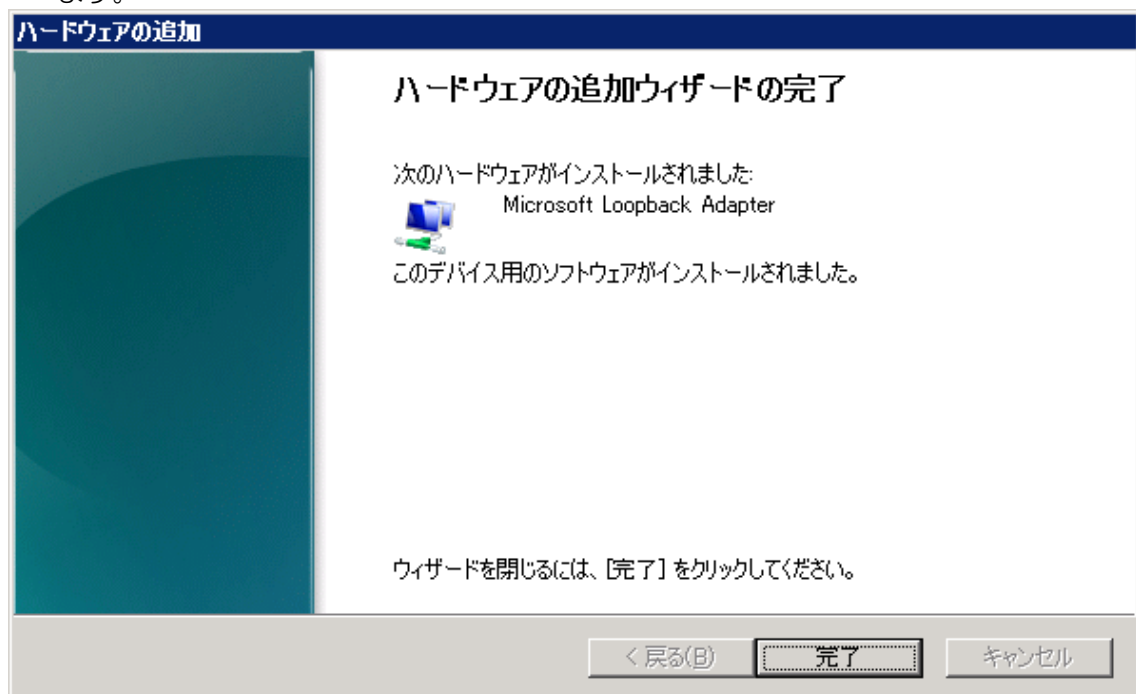 ます。
ハードウェアの追加
ハードウェアの追加ウィザードの完了
次のハードウェアがインストールされました:
Microsoft Loopback Adapter
このデバイス用のソフトウェアがインストールされました。
ウィザードを閉じるには、[完了] をクリックしてください。
< 戻る(B) 完了 キャンセル